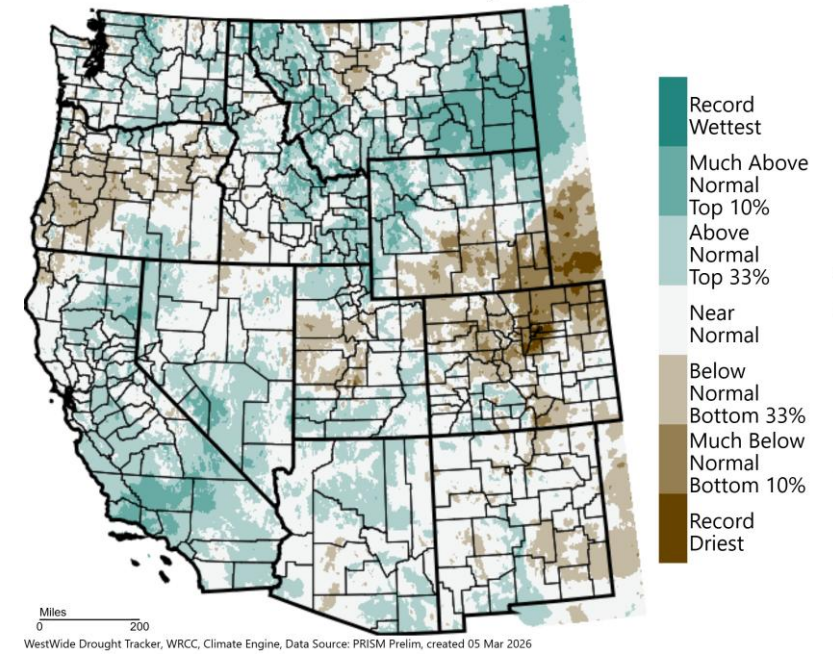 Record
Wettest
Much Above
Normal
Top 10%
Above
Normal
Top 33%
Near
Normal
Below
Normal
Bottom 33%
Much Below
Normal
Bottom 10%
Record
Driest
Miles
0 200
WestWide Drought Tracker, WRCC, Climate Engine, Data Source: PRISM Prelim, created 05 Mar 2026